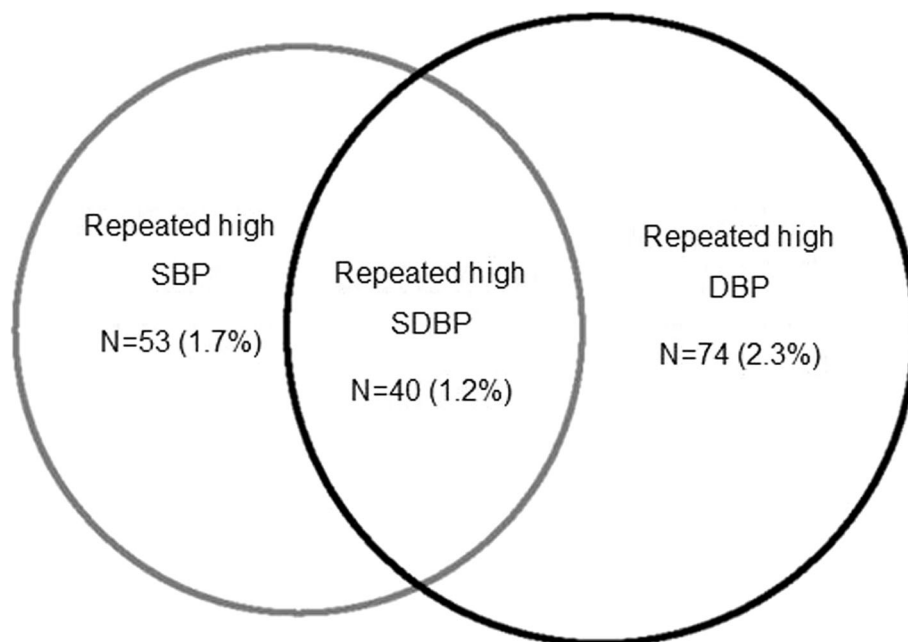 Repeated high
SBP
N=53 (1.7%)
Repeated high
SDBP
N=40 (1.2%)
Repeated high
DBP
N=74 (2.3%)